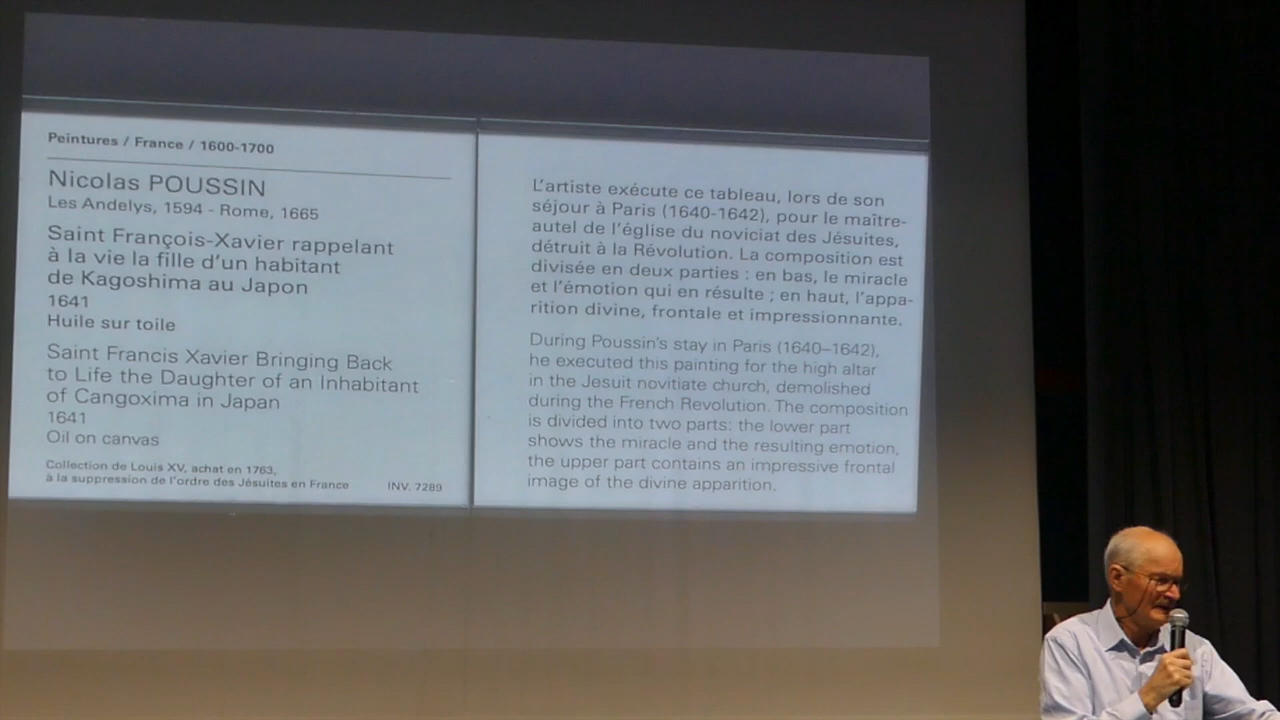 Peintures / France / 1600-1700
Nicolas POUSSIN
Les Andelys, 1594 - Rome, 1665
Saint François-Xavier rappelant
à la vie la fille d'un habitant
de Kagoshima au Japon
1641
Huile sur toile
Saint Francis Xavier Bringing Back
to Life the Daughter of an Inhabitant
of Cangoxima in Japan
1641
Oil on canvas
Collection de Louis XV, achat en 1763,
à la suppression de l'ordre des Jésuites en France
INV. 7289
L'artiste exécute ce tableau, lors de son
séjour à Paris (1640-1642), pour le maître-
autel de l'église du noviciat des Jésuites,
détruit à la Révolution. La composition est
divisée en deux parties : en bas, le miracle
et l'émotion qui en résulte ; en haut, l'appa-
rition divine, frontale et impressionnante.
During Poussin's stay in Paris (1640–1642),
he executed this painting for the high altar
in the Jesuit novitiate church, demolished
during the French Revolution. The composition
is divided into two parts: the lower part
shows the miracle and the resulting emotion,
the upper part contains an impressive frontal
image of the divine apparition.